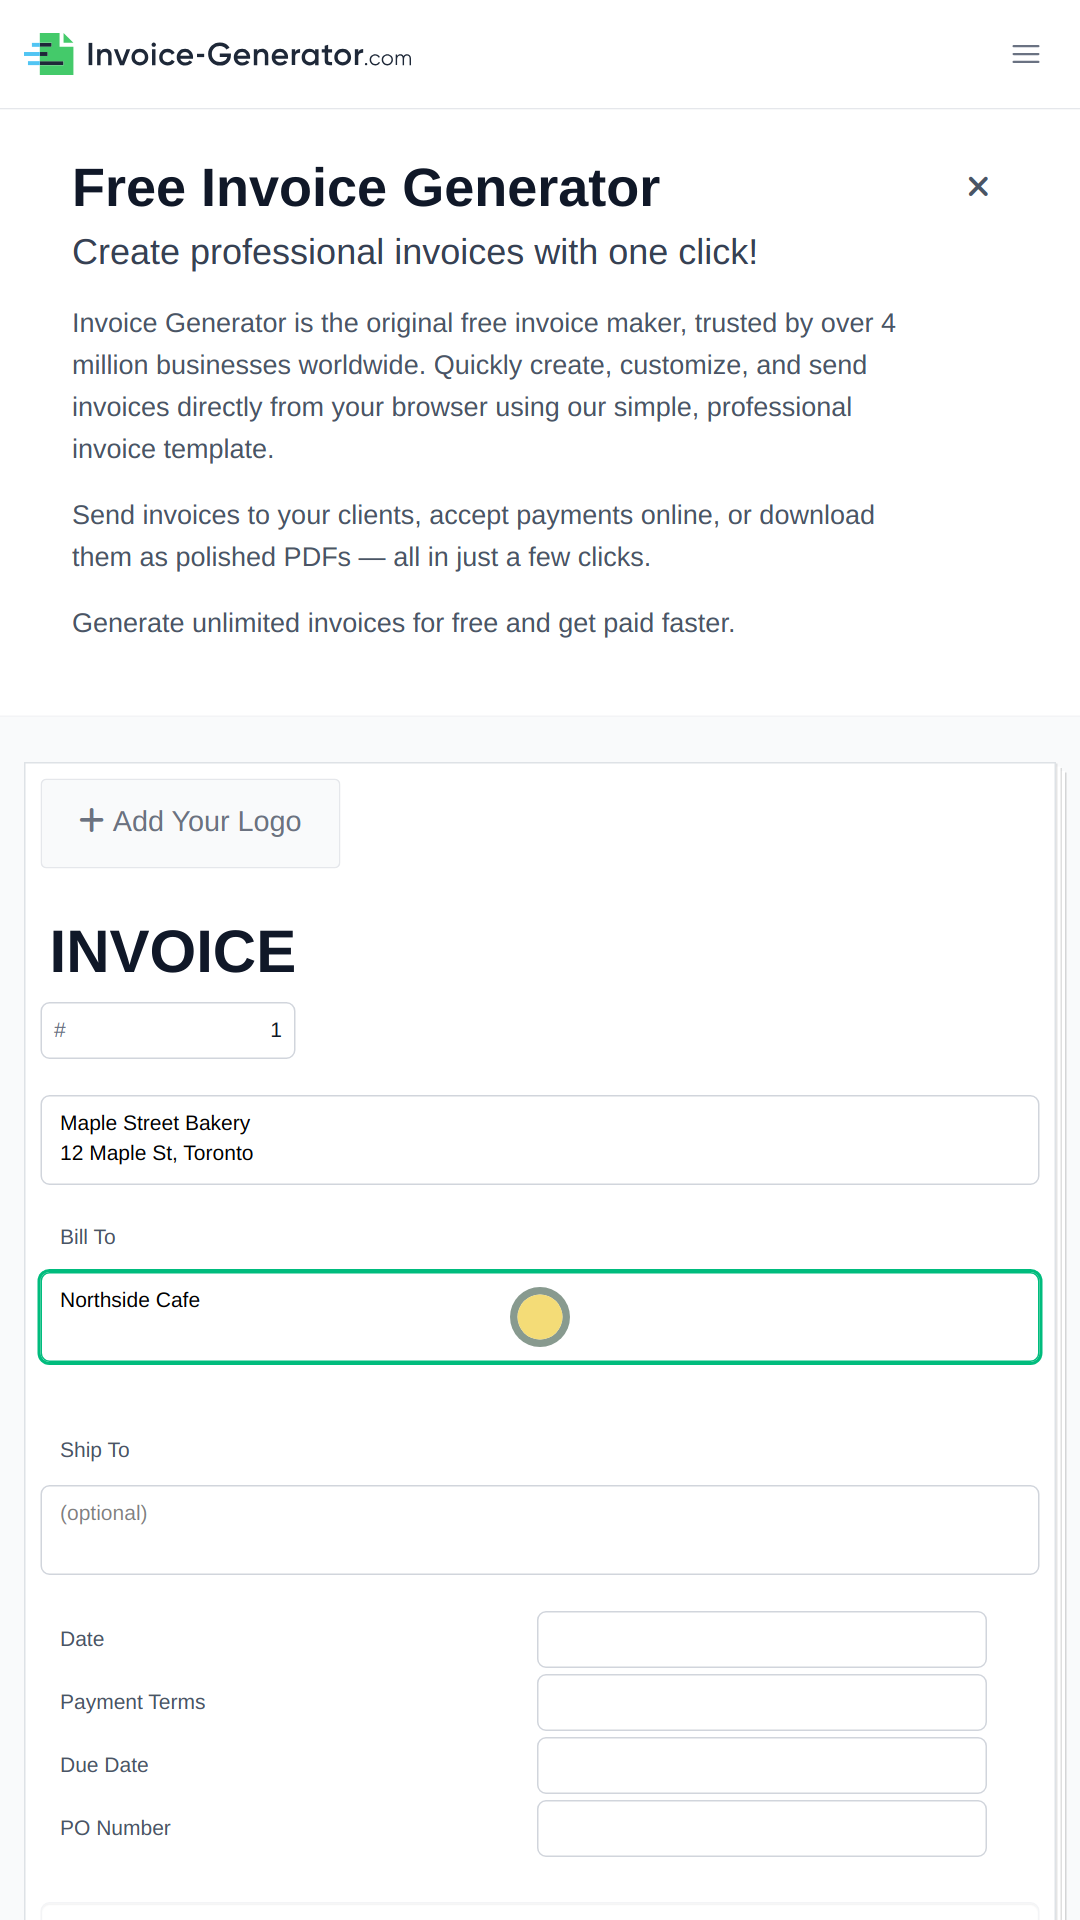 Invoice-Generator.com
Free Invoice Generator
Create professional invoices with one click!
Invoice Generator is the original free invoice maker, trusted by over 4
million businesses worldwide. Quickly create, customize, and send
invoices directly from your browser using our simple, professional
invoice template.
Send invoices to your clients, accept payments online, or download
them as polished PDFs — all in just a few clicks.
Generate unlimited invoices for free and get paid faster.
Add Your Logo
INVOICE
# 1
Maple Street Bakery
12 Maple St, Toronto
Bill To
Northside Cafe
Ship To
(optional)
Date
Payment Terms
Due Date
PO Number